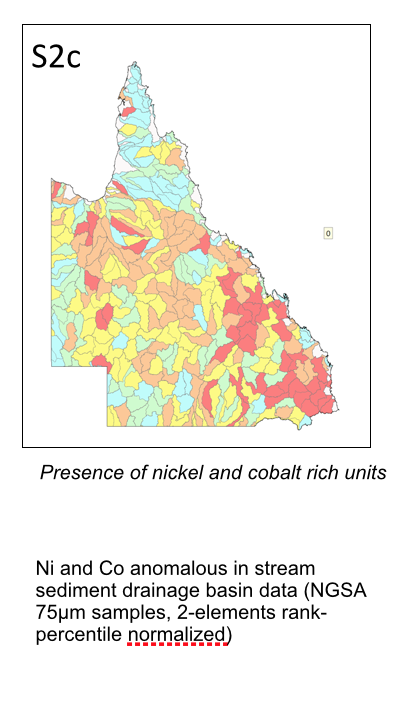 S2c
0
Presence of nickel and cobalt rich units
Ni and Co anomalous in stream
sediment drainage basin data (NGSA
75µm samples, 2-elements rank-
percentile normalized)